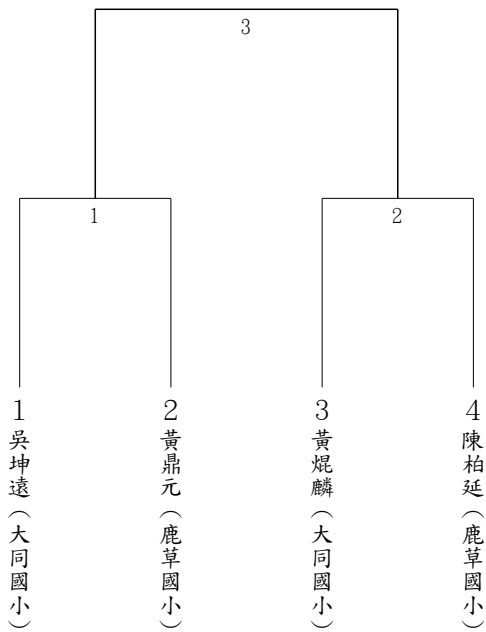 3
1
2
1 吳坤遠(大同國小)
2 黃鼎元(鹿草國小)
3 黃焜麟(大同國小)
4 陳柏延(鹿草國小)